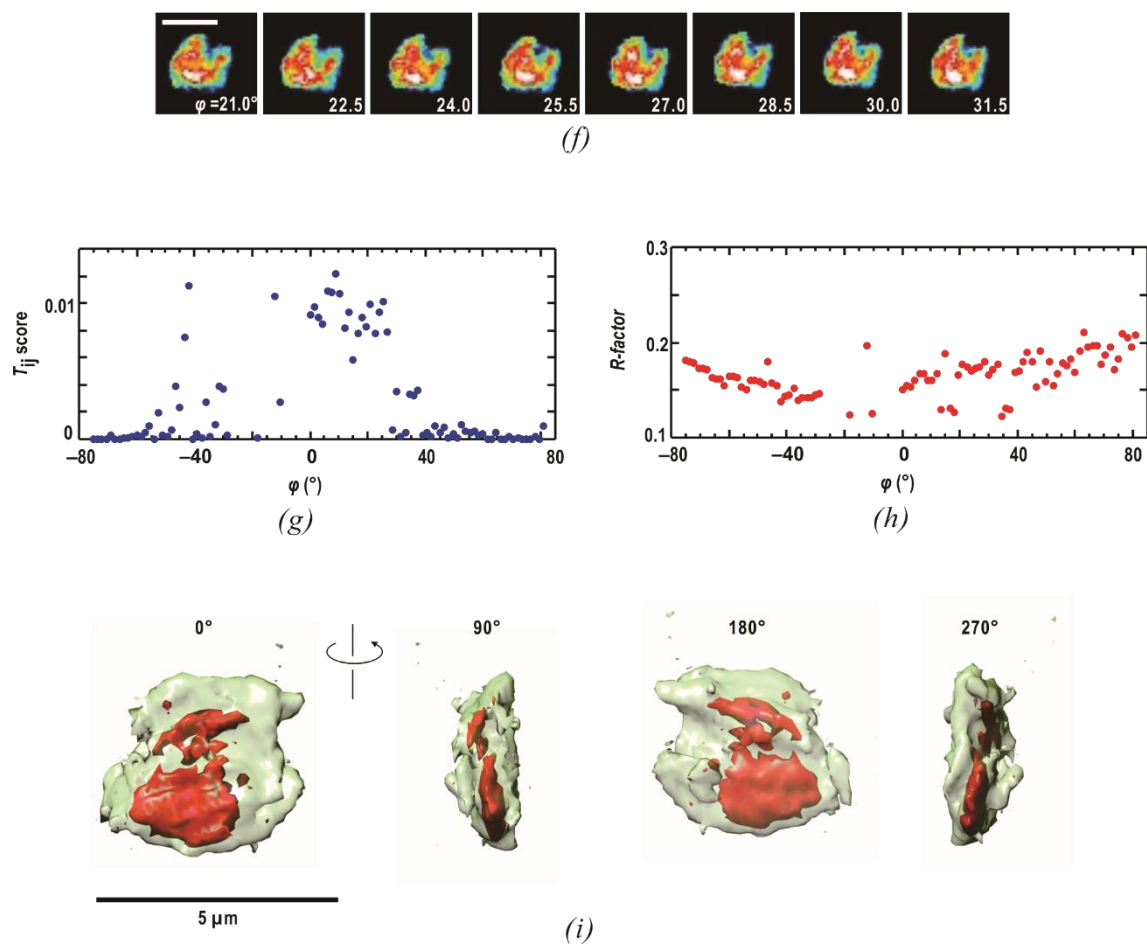 φ =21.0° 22.5 24.0 25.5 27.0 28.5 30.0 31.5
(f)
0.01
0
Tij score
−80 −40 0 40 80
φ (°)
(g)
0.3
0.2
0.1
R-factor
−80 −40 0 40 80
φ (°)
(h)
0° 90° 180° 270°
5 μm
(i)